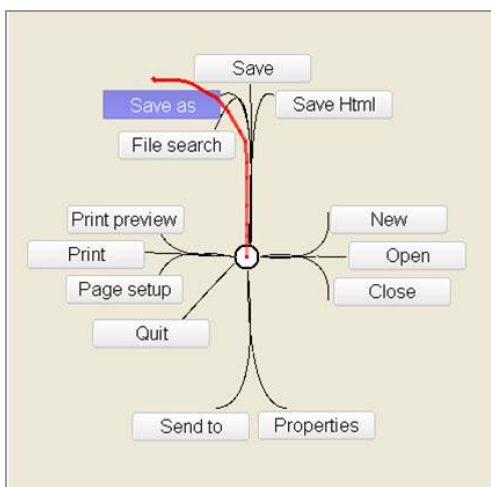 Save
Save as
Save Html
File search
Print preview
New
Print
Open
Page setup
Close
Quit
Send to
Properties